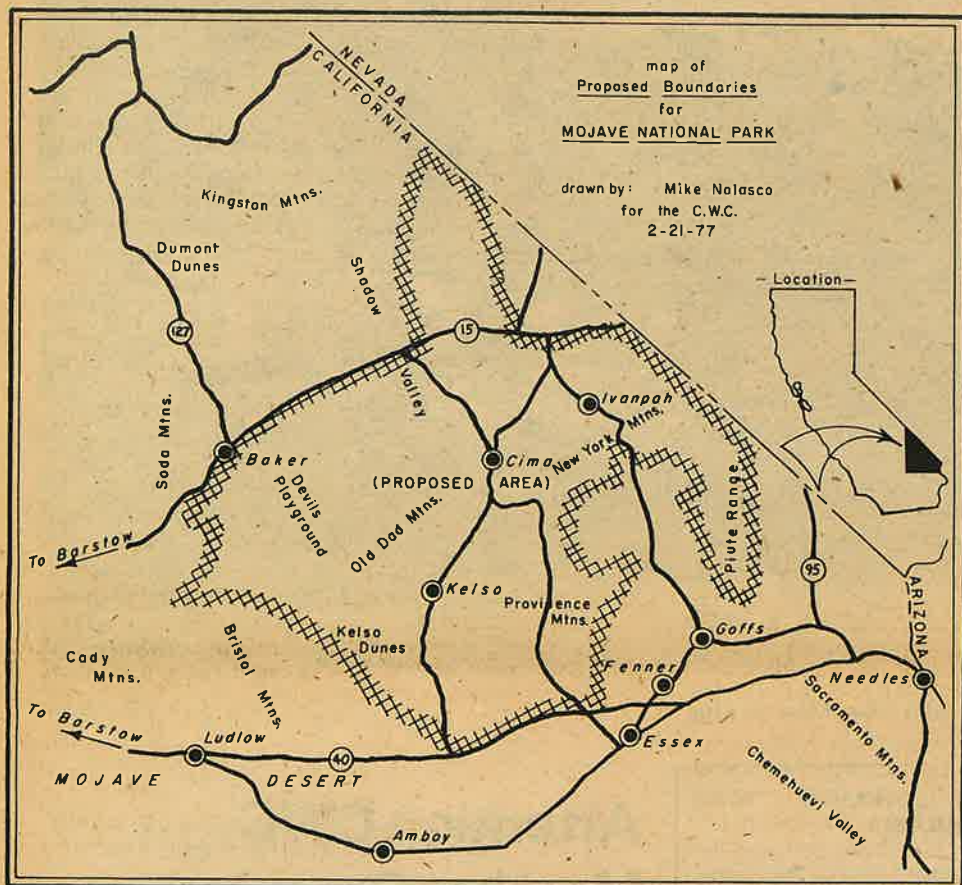 map of
Proposed Boundaries
for
MOJAVE NATIONAL PARK
drawn by: Mike Nolasco
for the C.W.C.
2-21-77
NEVADA
CALIFORNIA
Kingston Mtns.
Dumont
Dunes
Shadow
Valley
— Location —
127
15
Soda Mtns.
Baker
Ivanpah
New York Mtns.
Cima
(PROPOSED AREA)
Devils
Playground
Old Dad Mtns.
Piute Range
To Barstow
95
Kelso
Providence
Mtns.
ARIZONA
Goffs
Kelso
Dunes
Bristol Mtns.
Cady
Mtns.
Fenner
Needles
Sacramento Mtns.
To Barstow
Ludlow
40
Essex
MOJAVE DESERT
Chemehuevi Valley
Amboy